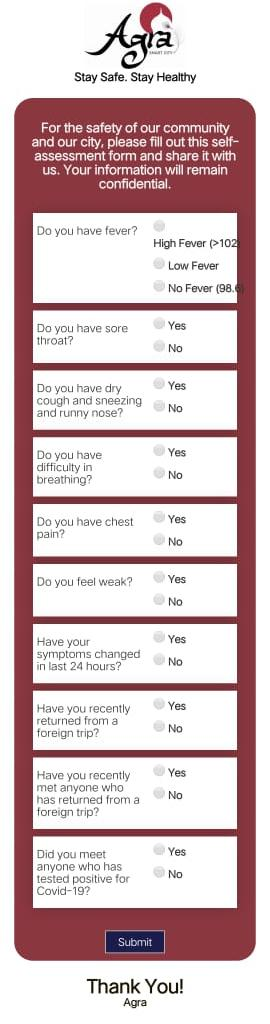 Agra
SMART CITY
Stay Safe. Stay Healthy
For the safety of our community
and our city, please fill out this self-
assessment form and share it with
us. Your information will remain
confidential.
Do you have fever?
High Fever (>102
Low Fever
No Fever (98.6)
Do you have sore
throat?
Yes
No
Do you have dry
cough and sneezing
and runny nose?
Yes
No
Do you have
difficulty in
breathing?
Yes
No
Do you have chest
pain?
Yes
No
Do you feel weak?
Yes
No
Have your
symptoms changed
in last 24 hours?
Yes
No
Have you recently
returned from a
foreign trip?
Yes
No
Have you recently
met anyone who
has returned from a
foreign trip?
Yes
No
Did you meet
anyone who has
tested positive for
Covid-19?
Yes
No
Submit
Thank You!
Agra